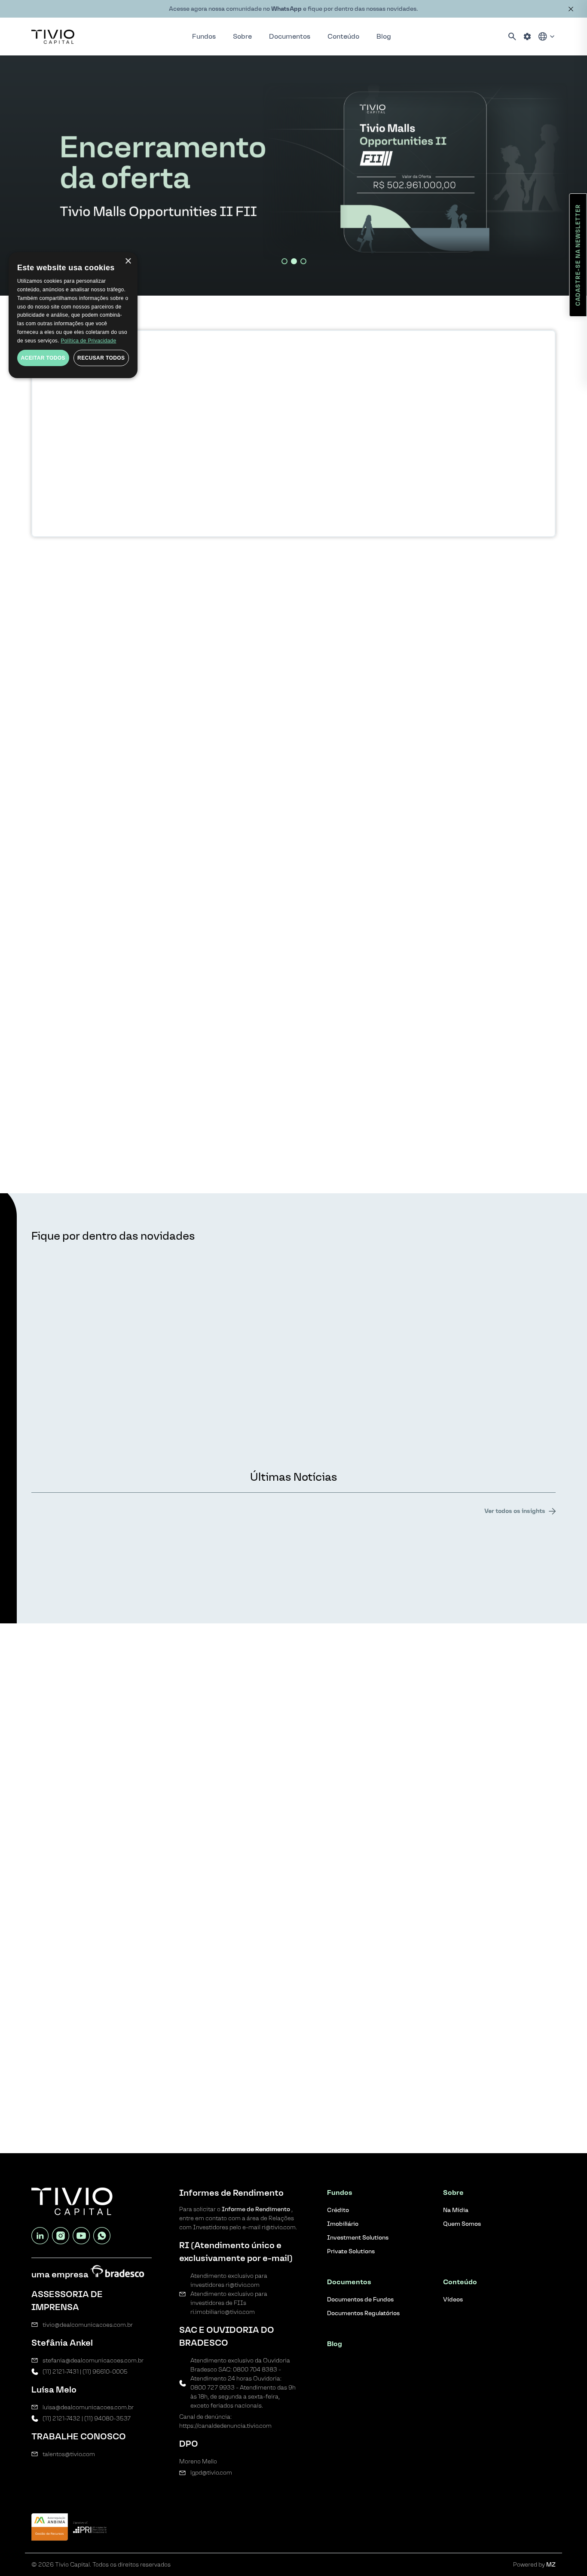 Acesse agora nossa comunidade no WhatsApp e fique por dentro das nossas novidades.
TIVIO
CAPITAL
Fundos
Sobre
Documentos
Conteúdo
Blog
Encerramento
da oferta
Tivio Malls Opportunities II FII
TIVIO
CAPITAL
Tivio Malls
Opportunities II
FII
Valor da Oferta
R$ 502.961.000,00
CADASTRE-SE NA NEWSLETTER
Este website usa cookies
Utilizamos cookies para personalizar
conteúdo, anúncios e analisar nosso tráfego.
Também compartilhamos informações sobre o
uso do nosso site com nossos parceiros de
publicidade e análise, que podem combiná-
las com outras informações que você
forneceu a eles ou que eles coletaram do uso
de seus serviços. Política de Privacidade
ACEITAR TODOS
RECUSAR TODOS
Fique por dentro das novidades
Últimas Notícias
Ver todos os insights
TIVIO
CAPITAL
uma empresa bradesco
ASSESSORIA DE
IMPRENSA
tivio@dealcomunicacoes.com.br
Stefânia Ankel
stefania@dealcomunicacoes.com.br
(11) 2121-7431 | (11) 96610-0005
Luísa Melo
luisa@dealcomunicacoes.com.br
(11) 2121-7432 | (11) 94080-3537
TRABALHE CONOSCO
talentos@tivio.com
Informes de Rendimento
Para solicitar o Informe de Rendimento,
entre em contato com a área de Relações
com Investidores pelo e-mail ri@tivio.com.
RI (Atendimento único e
exclusivamente por e-mail)
Atendimento exclusivo para
investidores ri@tivio.com
Atendimento exclusivo para
investidores de FIIs
ri.imobiliario@tivio.com
SAC E OUVIDORIA DO
BRADESCO
Atendimento exclusivo da Ouvidoria
Bradesco SAC: 0800 704 8383 -
Atendimento 24 horas Ouvidoria:
0800 727 9933 - Atendimento das 9h
às 18h, de segunda a sexta-feira,
exceto feriados nacionais.
Canal de denúncia:
https://canaldedenuncia.tivio.com
DPO
Moreno Mello
lgpd@tivio.com
Fundos
Crédito
Imobiliário
Investment Solutions
Private Solutions
Sobre
Na Mídia
Quem Somos
Documentos
Documentos de Fundos
Documentos Regulatórios
Conteúdo
Vídeos
Blog
ANBIMA
Gestão de Recursos
PRI
© 2026 Tivio Capital. Todos os direitos reservados
Powered by MZ